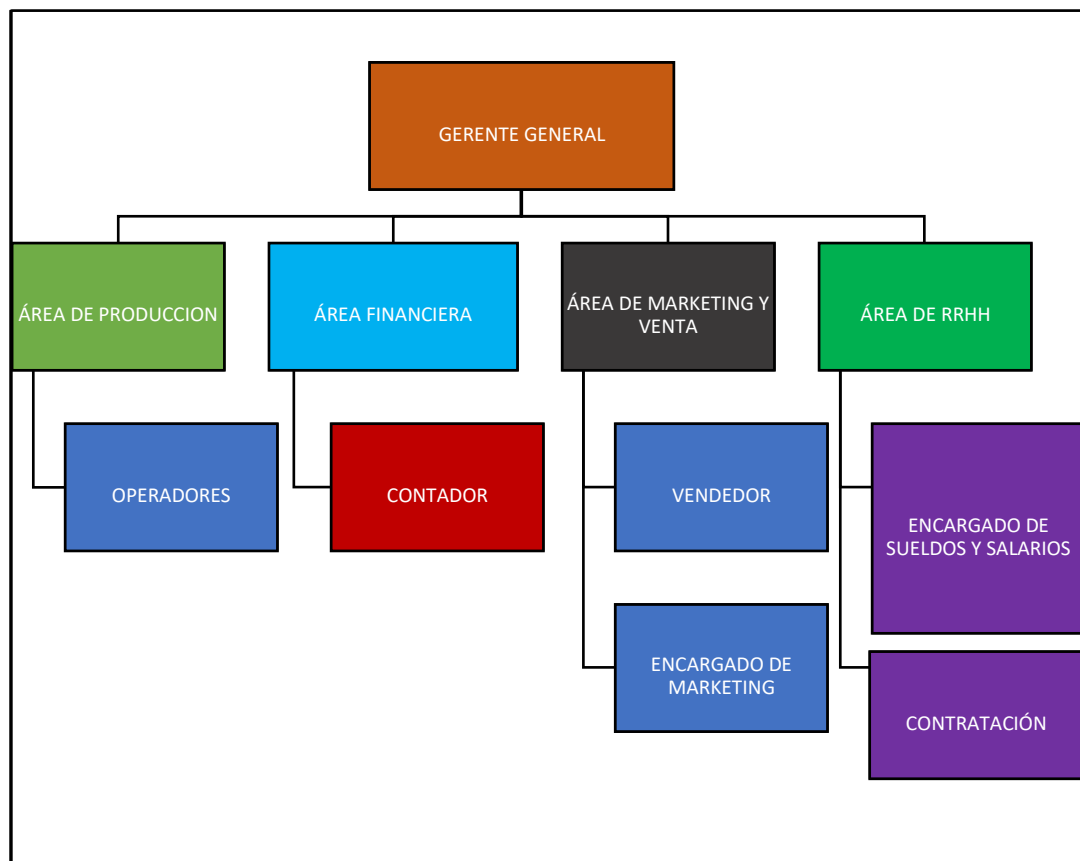 GERENTE GENERAL
ÁREA DE PRODUCCION
ÁREA FINANCIERA
ÁREA DE MARKETING Y
VENTA
ÁREA DE RRHH
OPERADORES
CONTADOR
VENDEDOR
ENCARGADO DE
SUELDOS Y SALARIOS
ENCARGADO DE
MARKETING
CONTRATACIÓN